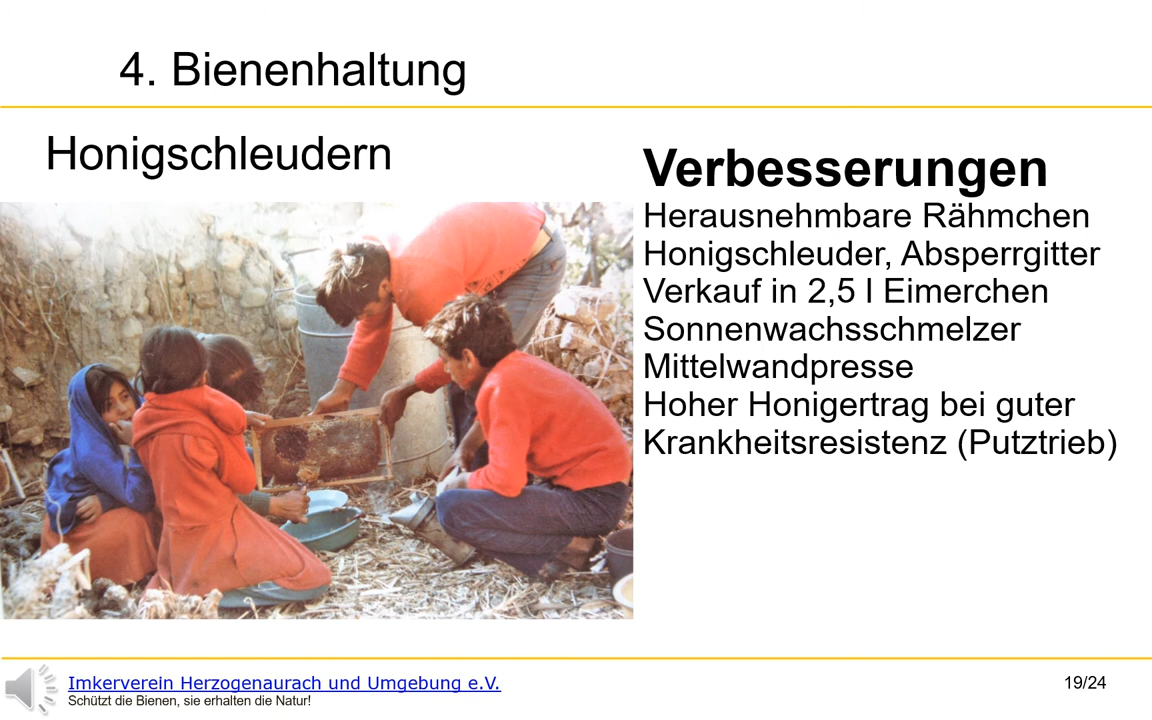 4. Bienenhaltung
Honigschleudern
Verbesserungen
Herausnehmbare Rähmchen
Honigschleuder, Absperrgitter
Verkauf in 2,5 l Eimerchen
Sonnenwachsschmelzer
Mittelwandpresse
Hoher Honigertrag bei guter
Krankheitsresistenz (Putztrieb)
Imkerverein Herzogenaurach und Umgebung e.V.
Schützt die Bienen, sie erhalten die Natur!
19/24